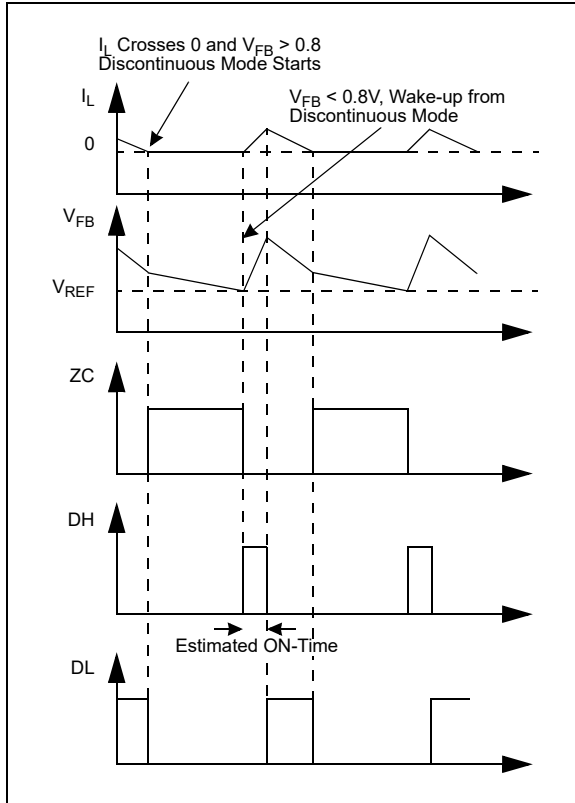 I_L Crosses 0 and V_FB > 0.8
Discontinuous Mode Starts
V_FB < 0.8V, Wake-up from
Discontinuous Mode
I_L
0
V_FB
V_REF
ZC
DH
Estimated ON-Time
DL